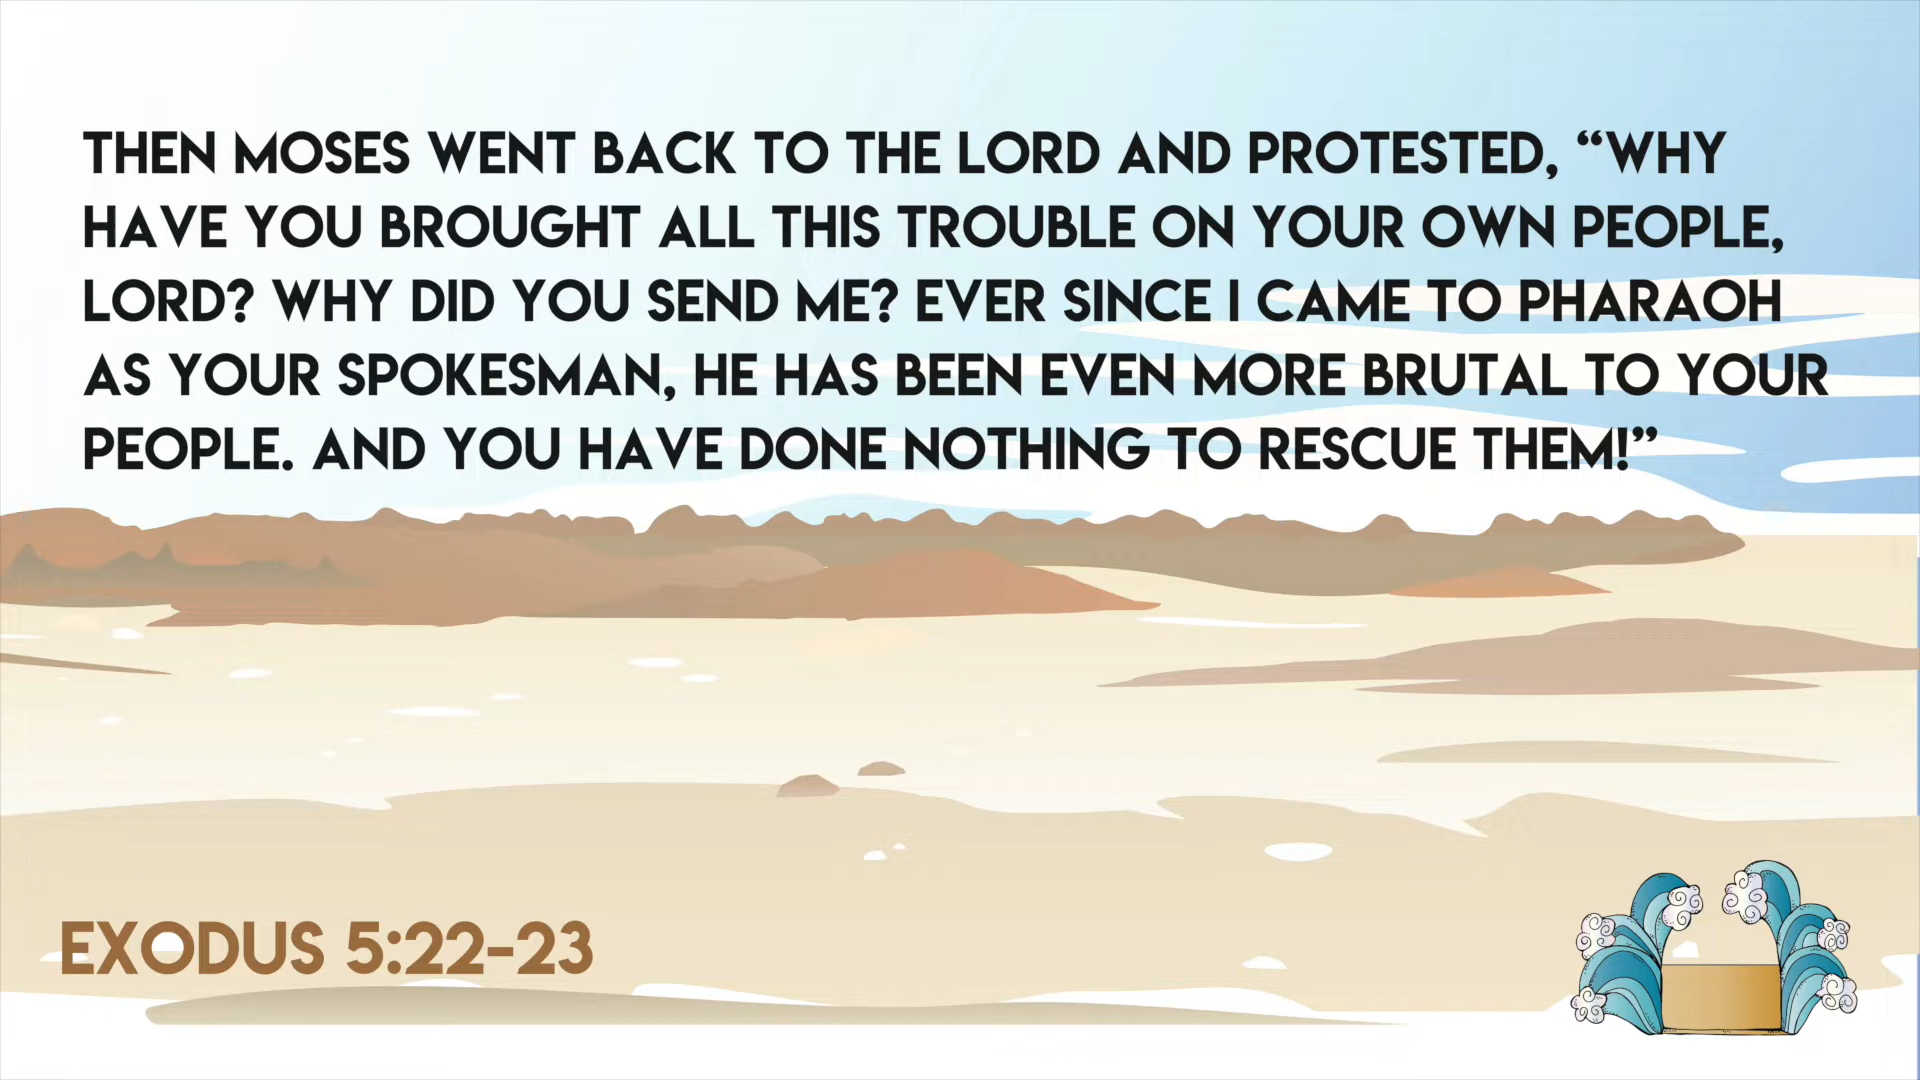 THEN MOSES WENT BACK TO THE LORD AND PROTESTED, “WHY
HAVE YOU BROUGHT ALL THIS TROUBLE ON YOUR OWN PEOPLE,
LORD? WHY DID YOU SEND ME? EVER SINCE I CAME TO PHARAOH
AS YOUR SPOKESMAN, HE HAS BEEN EVEN MORE BRUTAL TO YOUR
PEOPLE. AND YOU HAVE DONE NOTHING TO RESCUE THEM!”
EXODUS 5:22-23